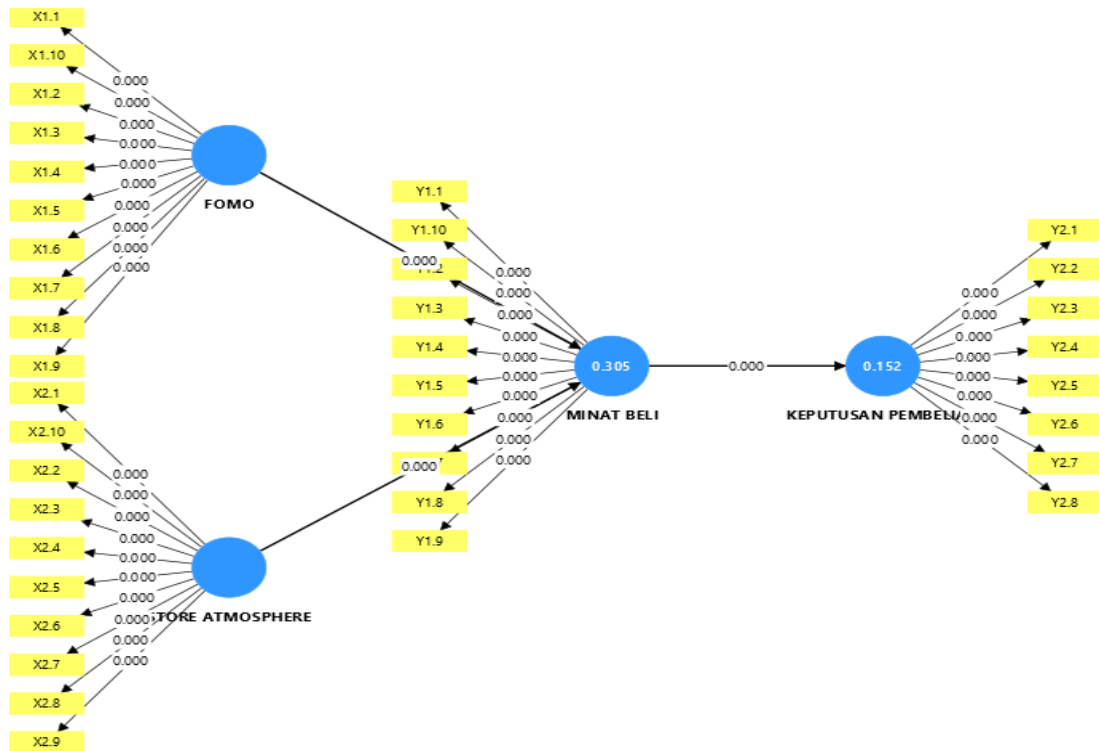 X1.1
X1.10
X1.2
X1.3
X1.4
X1.5
X1.6
X1.7
X1.8
X1.9
0.000
0.000
0.000
0.000
0.000
0.000
0.000
0.000
0.000
0.000
FOMO
X2.1
X2.10
X2.2
X2.3
X2.4
X2.5
X2.6
X2.7
X2.8
X2.9
0.000
0.000
0.000
0.000
0.000
0.000
0.000
0.000
0.000
0.000
STORE ATMOSPHERE
0.000
0.000
Y1.1
Y1.10
Y1.3
Y1.4
Y1.5
Y1.6
Y1.8
Y1.9
0.000
0.000
0.000
0.000
0.000
0.000
0.000
0.000
0.000
0.000
0.305
MINAT BELI
0.000
0.152
KEPUTUSAN
0.000
0.000
0.000
0.000
0.000
0.000
0.000
0.000
Y2.1
Y2.2
Y2.3
Y2.4
Y2.5
Y2.6
Y2.7
Y2.8